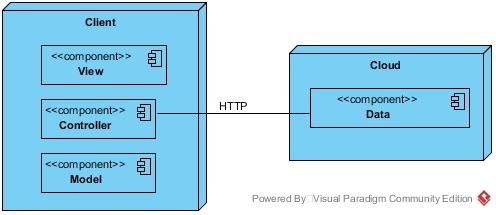 Client
<<component>>
View
<<component>>
Controller
<<component>>
Model
HTTP
Cloud
<<component>>
Data
Powered By Visual Paradigm Community Edition